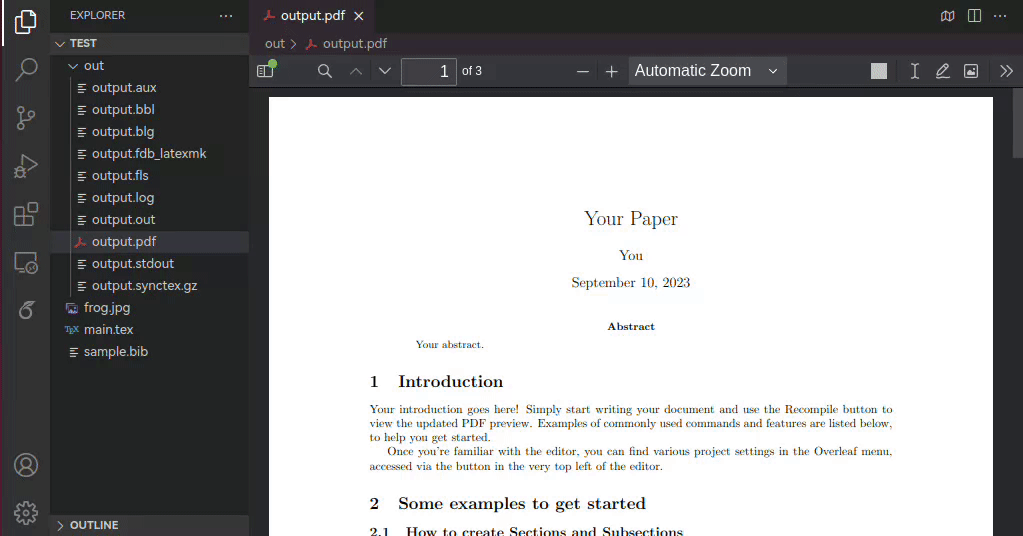 EXPLORER
TEST
out
output.aux
output.bbl
output.blg
output.fdb_latexmk
output.fls
output.log
output.out
output.pdf
output.stdout
output.synctex.gz
frog.jpg
TEX main.tex
sample.bib
OUTLINE
output.pdf
out > output.pdf
1 of 3
Automatic Zoom
Your Paper
You
September 10, 2023
Abstract
Your abstract.
1 Introduction
Your introduction goes here! Simply start writing your document and use the Recompile button to
view the updated PDF preview. Examples of commonly used commands and features are listed below,
to help you get started.
Once you're familiar with the editor, you can find various project settings in the Overleaf menu,
accessed via the button in the very top left of the editor.
2 Some examples to get started
2.1 How to create Sections and Subsections